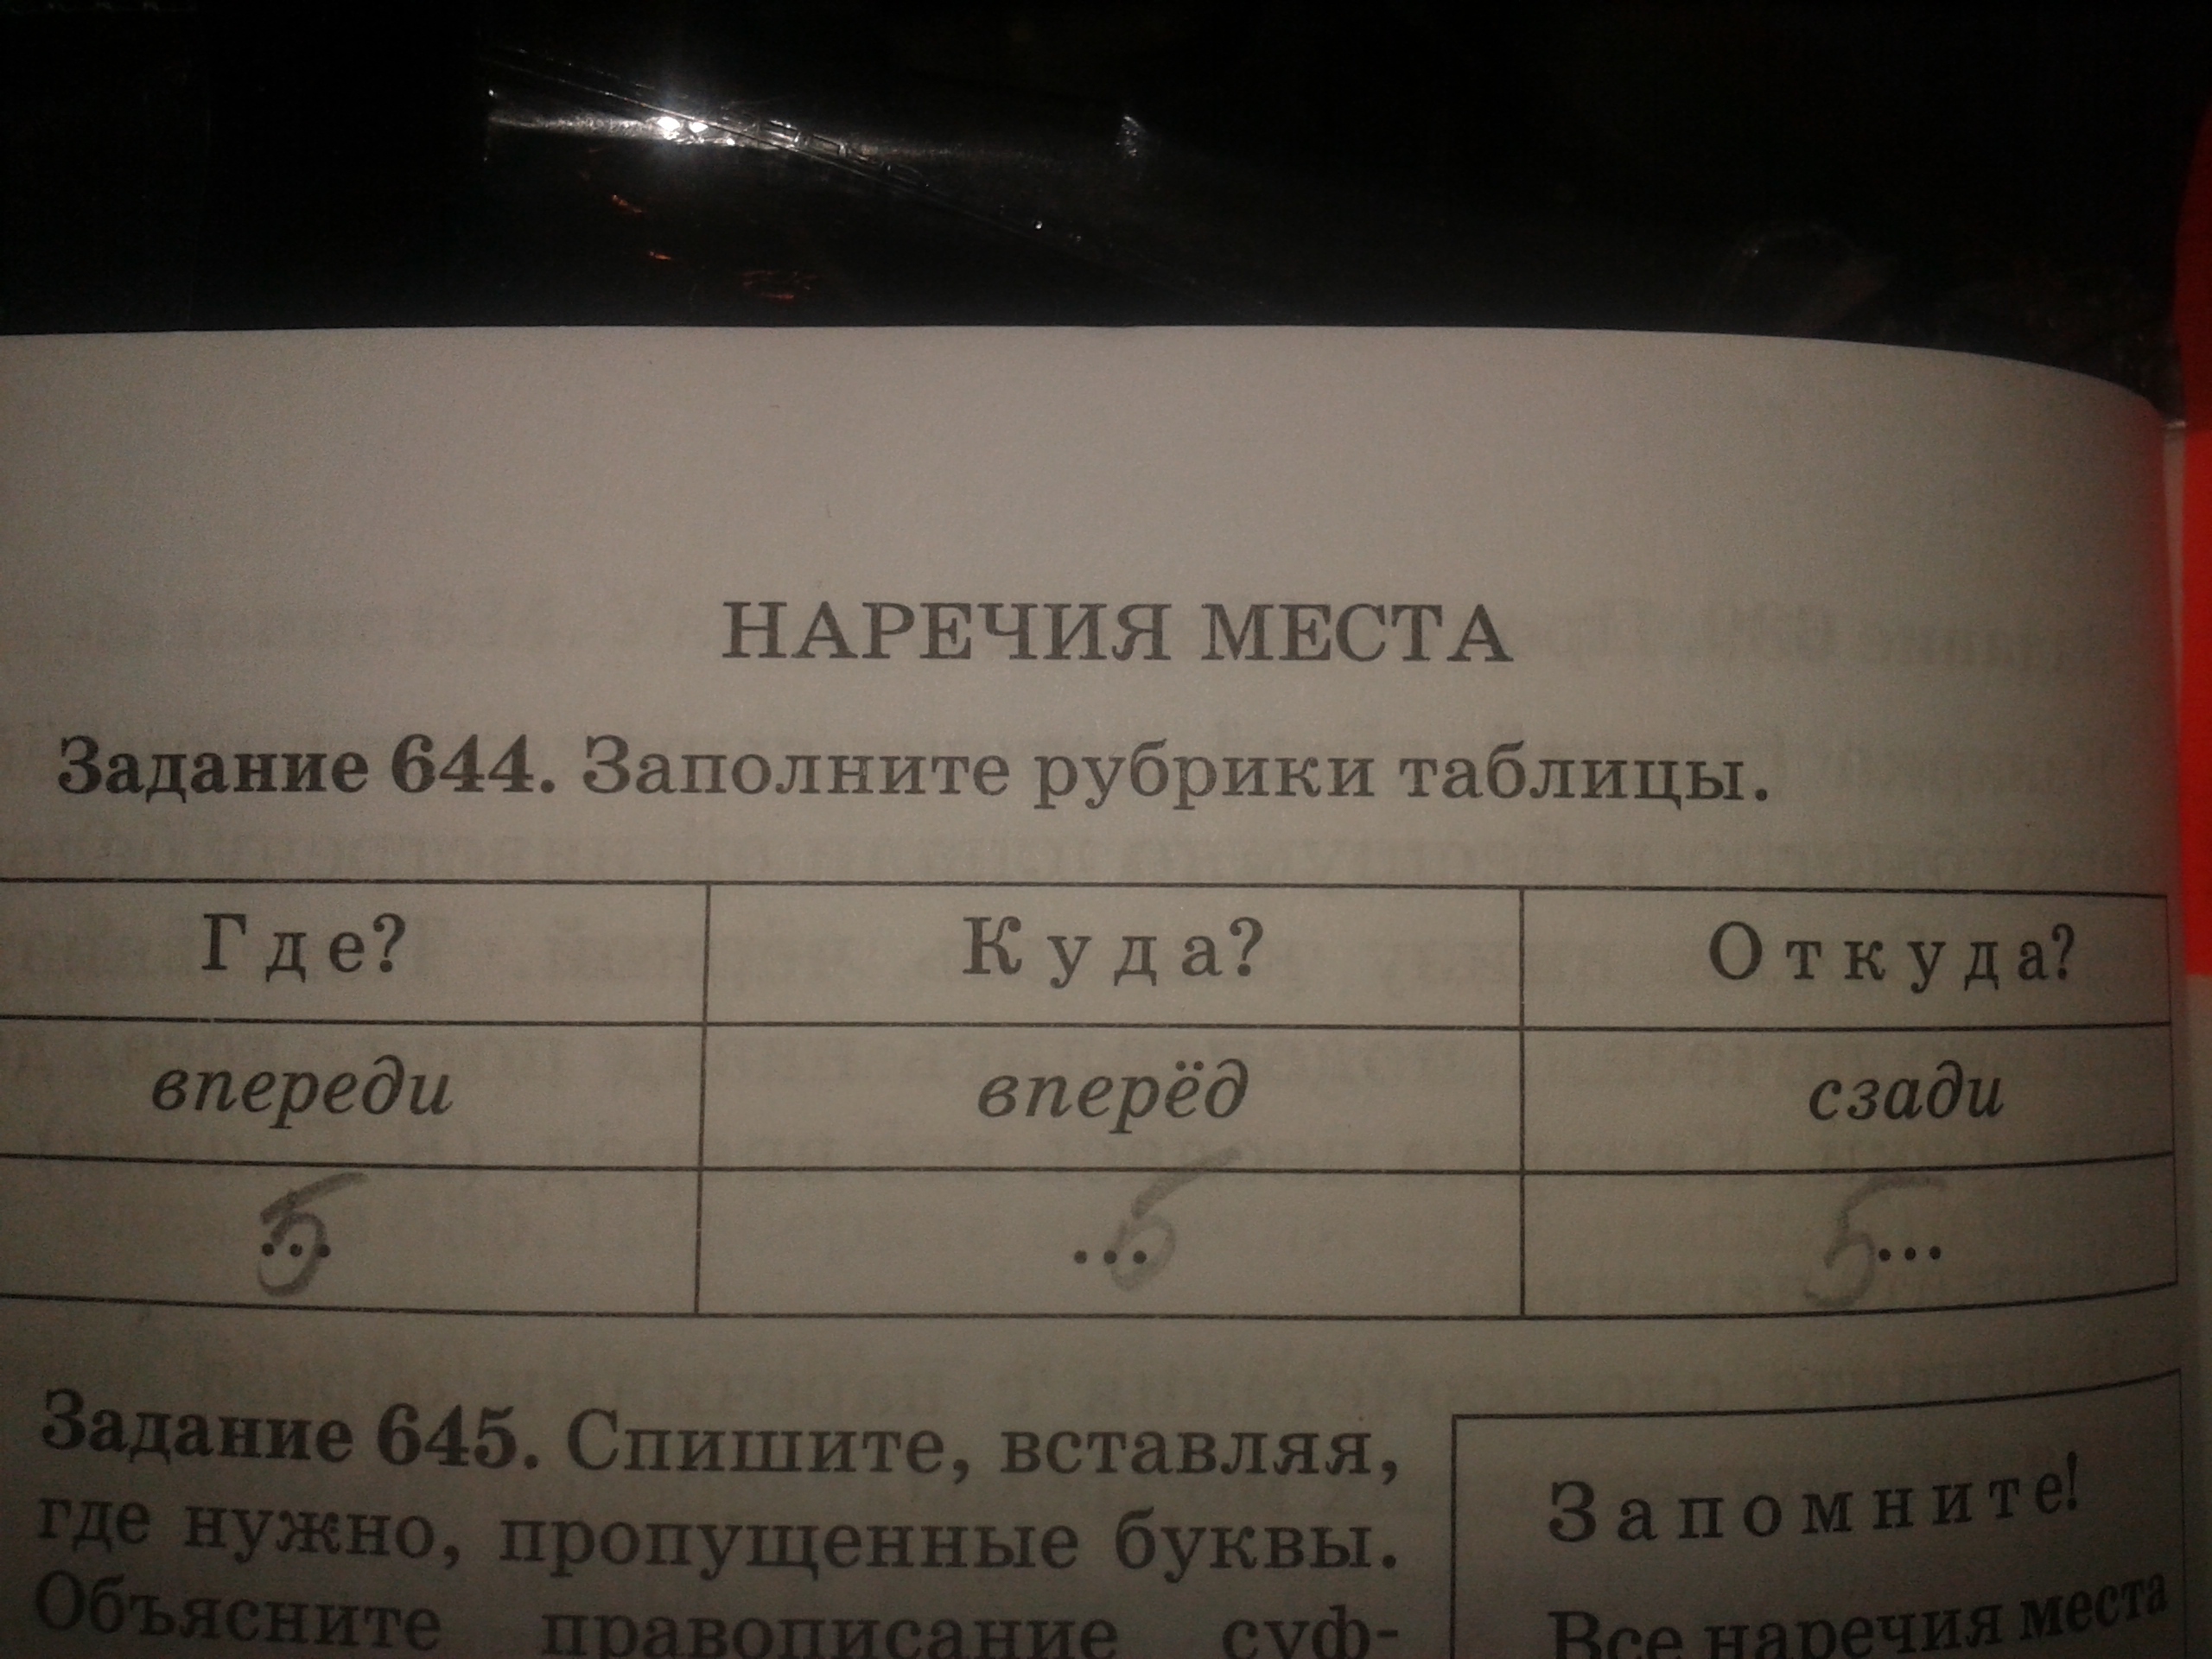 НАРЕЧИЯ МЕСТА
Задание 644. Заполните рубрики таблицы.
Где? Куда? Откуда?
впереди вперёд сзади
... 5 ... 5 ... 5
Задание 645. Спишите, вставляя,
где нужно, пропущенные буквы.
Объясните правописание суф-
Запомните!
Все наречия места